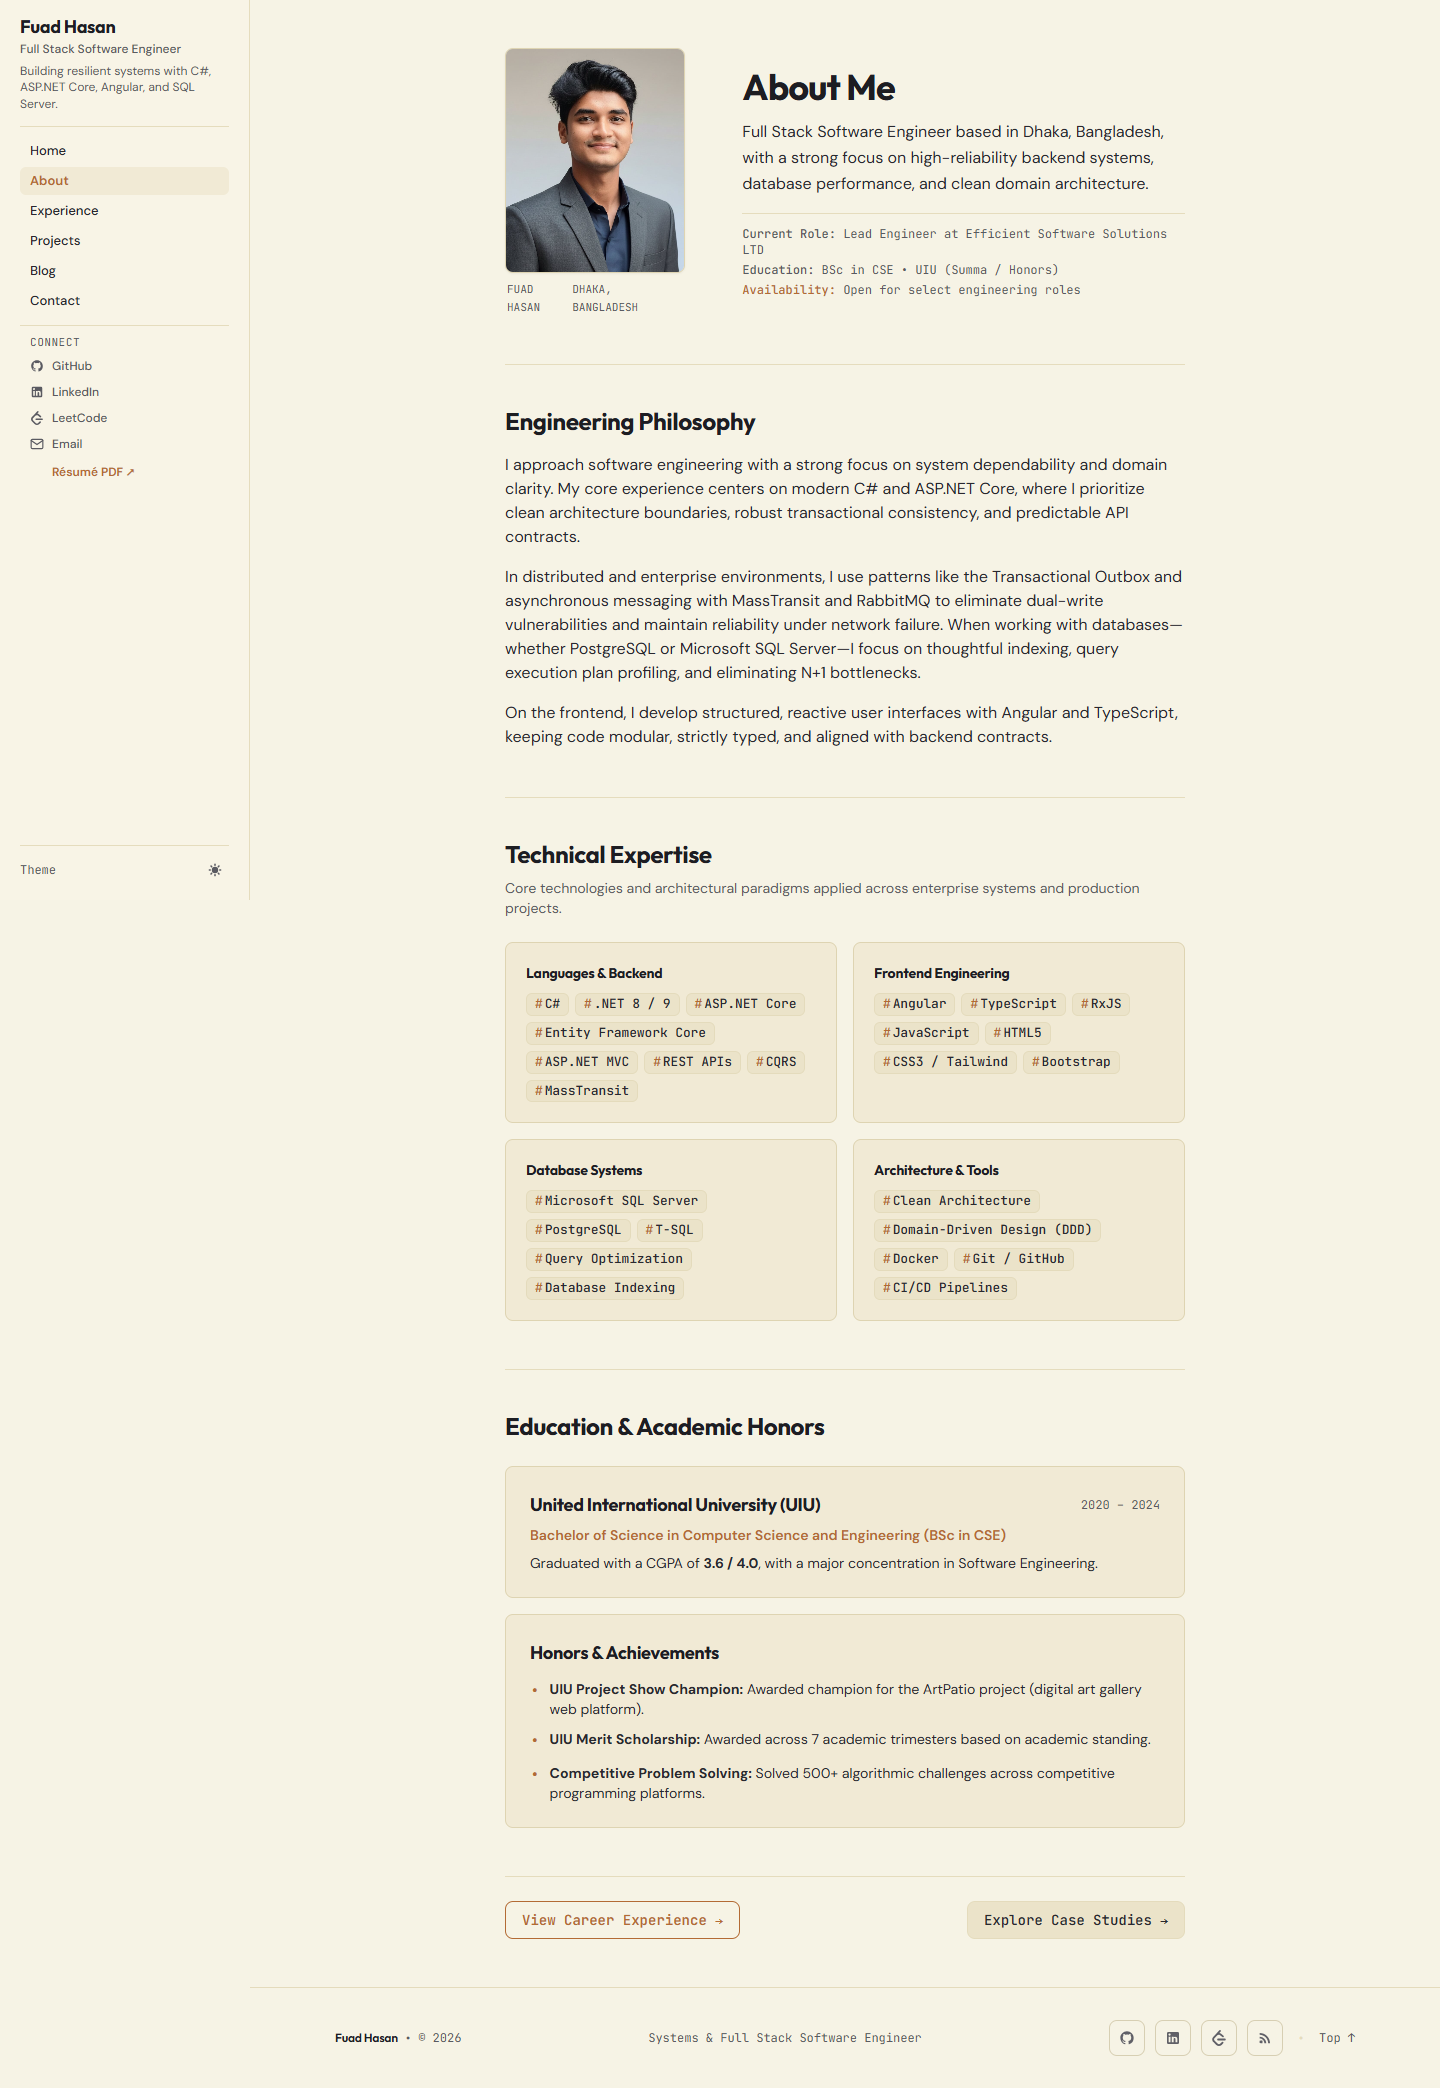 Fuad Hasan
Full Stack Software Engineer
Building resilient systems with C#,
ASP.NET Core, Angular, and SQL
Server.
Home
About
Experience
Projects
Blog
Contact
CONNECT
GitHub
LinkedIn
LeetCode
Email
Résumé PDF ↗
Theme
FUAD
HASAN
DHAKA,
BANGLADESH
About Me
Full Stack Software Engineer based in Dhaka, Bangladesh,
with a strong focus on high-reliability backend systems,
database performance, and clean domain architecture.
Current Role: Lead Engineer at Efficient Software Solutions
LTD
Education: BSc in CSE • UIU (Summa / Honors)
Availability: Open for select engineering roles
Engineering Philosophy
I approach software engineering with a strong focus on system dependability and domain
clarity. My core experience centers on modern C# and ASP.NET Core, where I prioritize
clean architecture boundaries, robust transactional consistency, and predictable API
contracts.
In distributed and enterprise environments, I use patterns like the Transactional Outbox and
asynchronous messaging with MassTransit and RabbitMQ to eliminate dual-write
vulnerabilities and maintain reliability under network failure. When working with databases—
whether PostgreSQL or Microsoft SQL Server—I focus on thoughtful indexing, query
execution plan profiling, and eliminating N+1 bottlenecks.
On the frontend, I develop structured, reactive user interfaces with Angular and TypeScript,
keeping code modular, strictly typed, and aligned with backend contracts.
Technical Expertise
Core technologies and architectural paradigms applied across enterprise systems and production
projects.
Languages & Backend
#C# #.NET 8 / 9 #ASP.NET Core
#Entity Framework Core
#ASP.NET MVC #REST APIs #CQRS
#MassTransit
Frontend Engineering
#Angular #TypeScript #RxJS
#JavaScript #HTML5
#CSS3 / Tailwind #Bootstrap
Database Systems
#Microsoft SQL Server
#PostgreSQL #T-SQL
#Query Optimization
#Database Indexing
Architecture & Tools
#Clean Architecture
#Domain-Driven Design (DDD)
#Docker #Git / GitHub
#CI/CD Pipelines
Education & Academic Honors
United International University (UIU) 2020 – 2024
Bachelor of Science in Computer Science and Engineering (BSc in CSE)
Graduated with a CGPA of 3.6 / 4.0, with a major concentration in Software Engineering.
Honors & Achievements
• UIU Project Show Champion: Awarded champion for the ArtPatio project (digital art gallery
web platform).
• UIU Merit Scholarship: Awarded across 7 academic trimesters based on academic standing.
• Competitive Problem Solving: Solved 500+ algorithmic challenges across competitive
programming platforms.
View Career Experience →
Explore Case Studies →
Fuad Hasan • © 2026
Systems & Full Stack Software Engineer
Top ↑